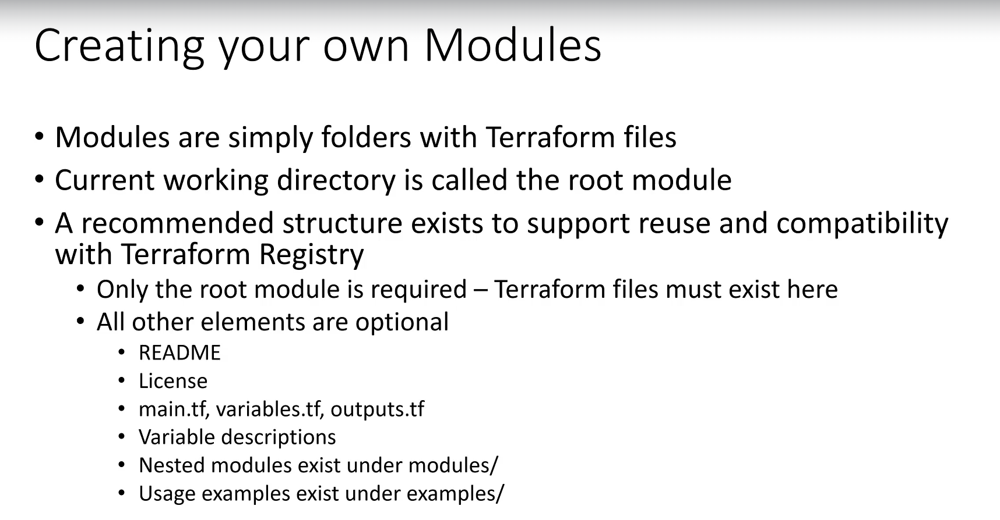 Creating your own Modules
• Modules are simply folders with Terraform files
• Current working directory is called the root module
• A recommended structure exists to support reuse and compatibility
with Terraform Registry
• Only the root module is required – Terraform files must exist here
• All other elements are optional
• README
• License
• main.tf, variables.tf, outputs.tf
• Variable descriptions
• Nested modules exist under modules/
• Usage examples exist under examples/